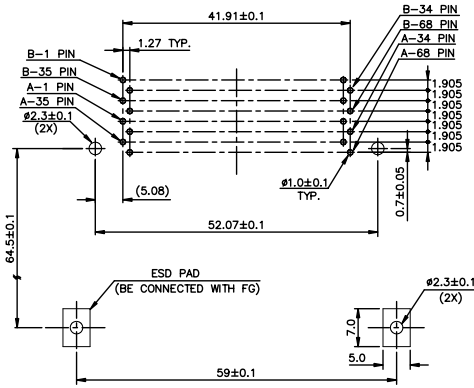 41.91±0.1
B-34 PIN
B-68 PIN
A-34 PIN
A-68 PIN
1.27 TYP.
B-1 PIN
B-35 PIN
A-1 PIN
A-35 PIN
ø2.3±0.1
(2X)
1.905
1.905
1.905
1.905
1.905
1.905
1.905
(5.08)
ø1.0±0.1
TYP.
0.7±0.05
52.07±0.1
64.5±0.1
ESD PAD
(BE CONNECTED WITH FG)
ø2.3±0.1
(2X)
7.0
5.0
59±0.1